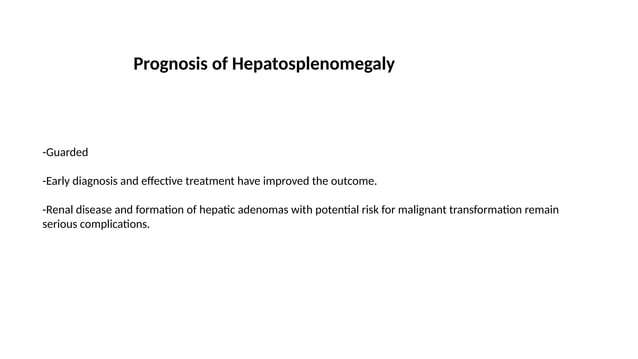 Prognosis of Hepatosplenomegaly
-Guarded
-Early diagnosis and effective treatment have improved the outcome.
-Renal disease and formation of hepatic adenomas with potential risk for malignant transformation remain
serious complications.